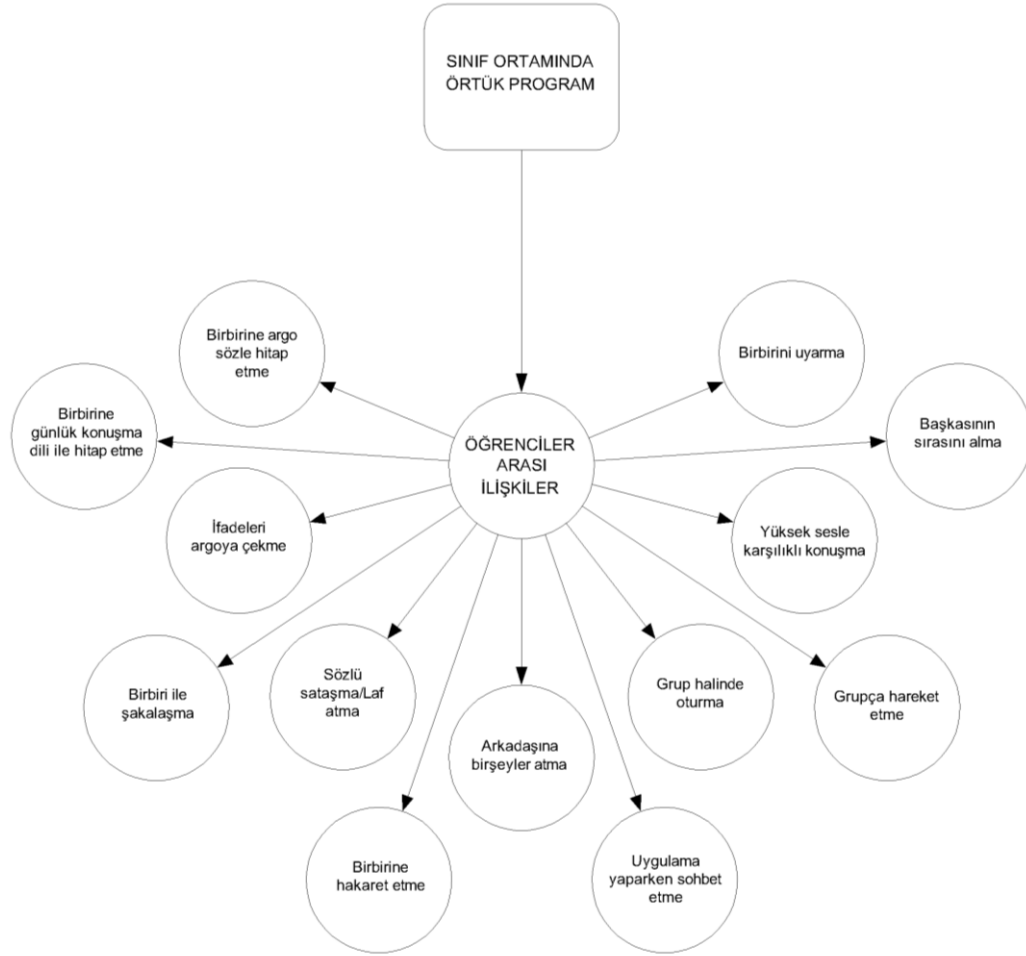 SINIF ORTAMINDA
ÖRTÜK PROGRAM
Birbirine argo
sözle hitap
etme
Birbirini uyarma
Birbirine
günlük konuşma
dili ile hitap etme
ÖĞRENCİLER
ARASI
İLİŞKİLER
Başkasının
sırasını alma
İfadeleri
argoya çekme
Yüksek sesle
karşılıklı konuşma
Birbiri ile
şakalaşma
Sözlü
sataşma/Laf
atma
Arkadaşına
birşeyler atma
Grup halinde
oturma
Grupça hareket
etme
Birbirine
hakaret etme
Uygulama
yaparken sohbet
etme